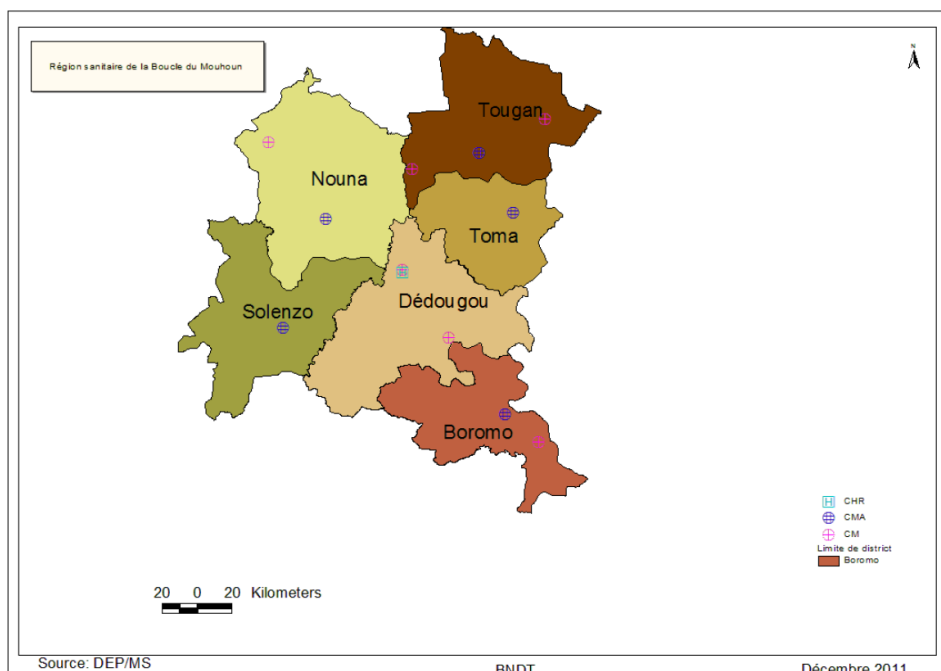 Région sanitaire de la Boucle du Mouhoun
N
Tougan
Nouna
Toma
Solenzo
Dédougou
Boromo
CHR
CMA
CM
Limite de district
Boromo
20 0 20 Kilometers
Source: DEP/MS
BNDT
Décembre 2011